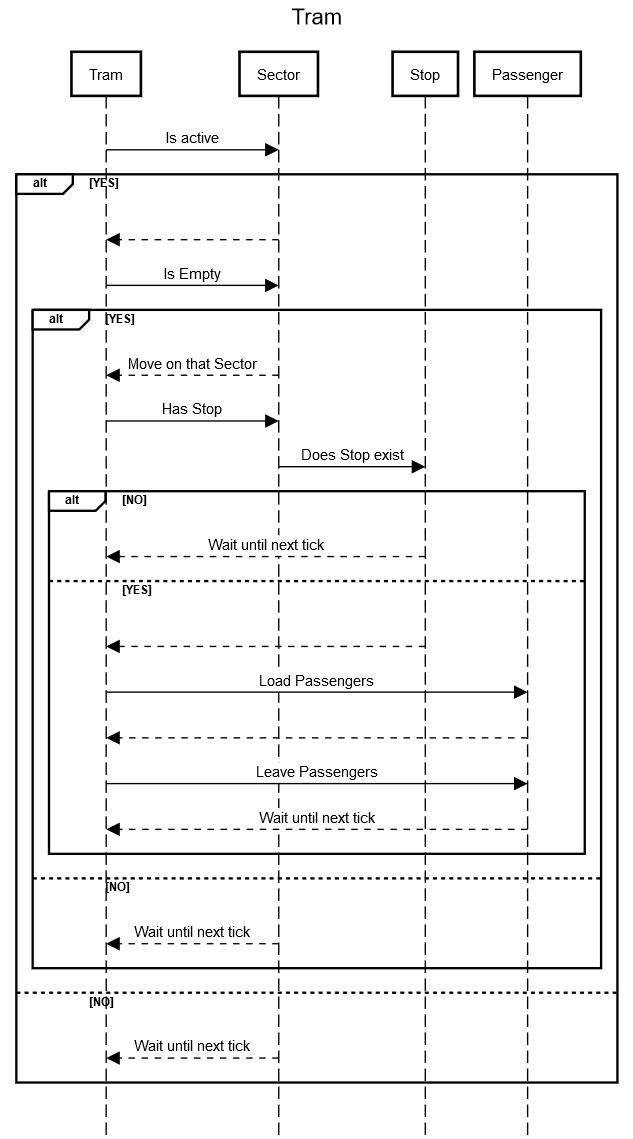 Tram
Tram
Sector
Stop
Passenger
Is active
alt
[YES]
Is Empty
alt
[YES]
Move on that Sector
Has Stop
Does Stop exist
alt
[NO]
Wait until next tick
[YES]
Load Passengers
Leave Passengers
Wait until next tick
[NO]
Wait until next tick
[NO]
Wait until next tick